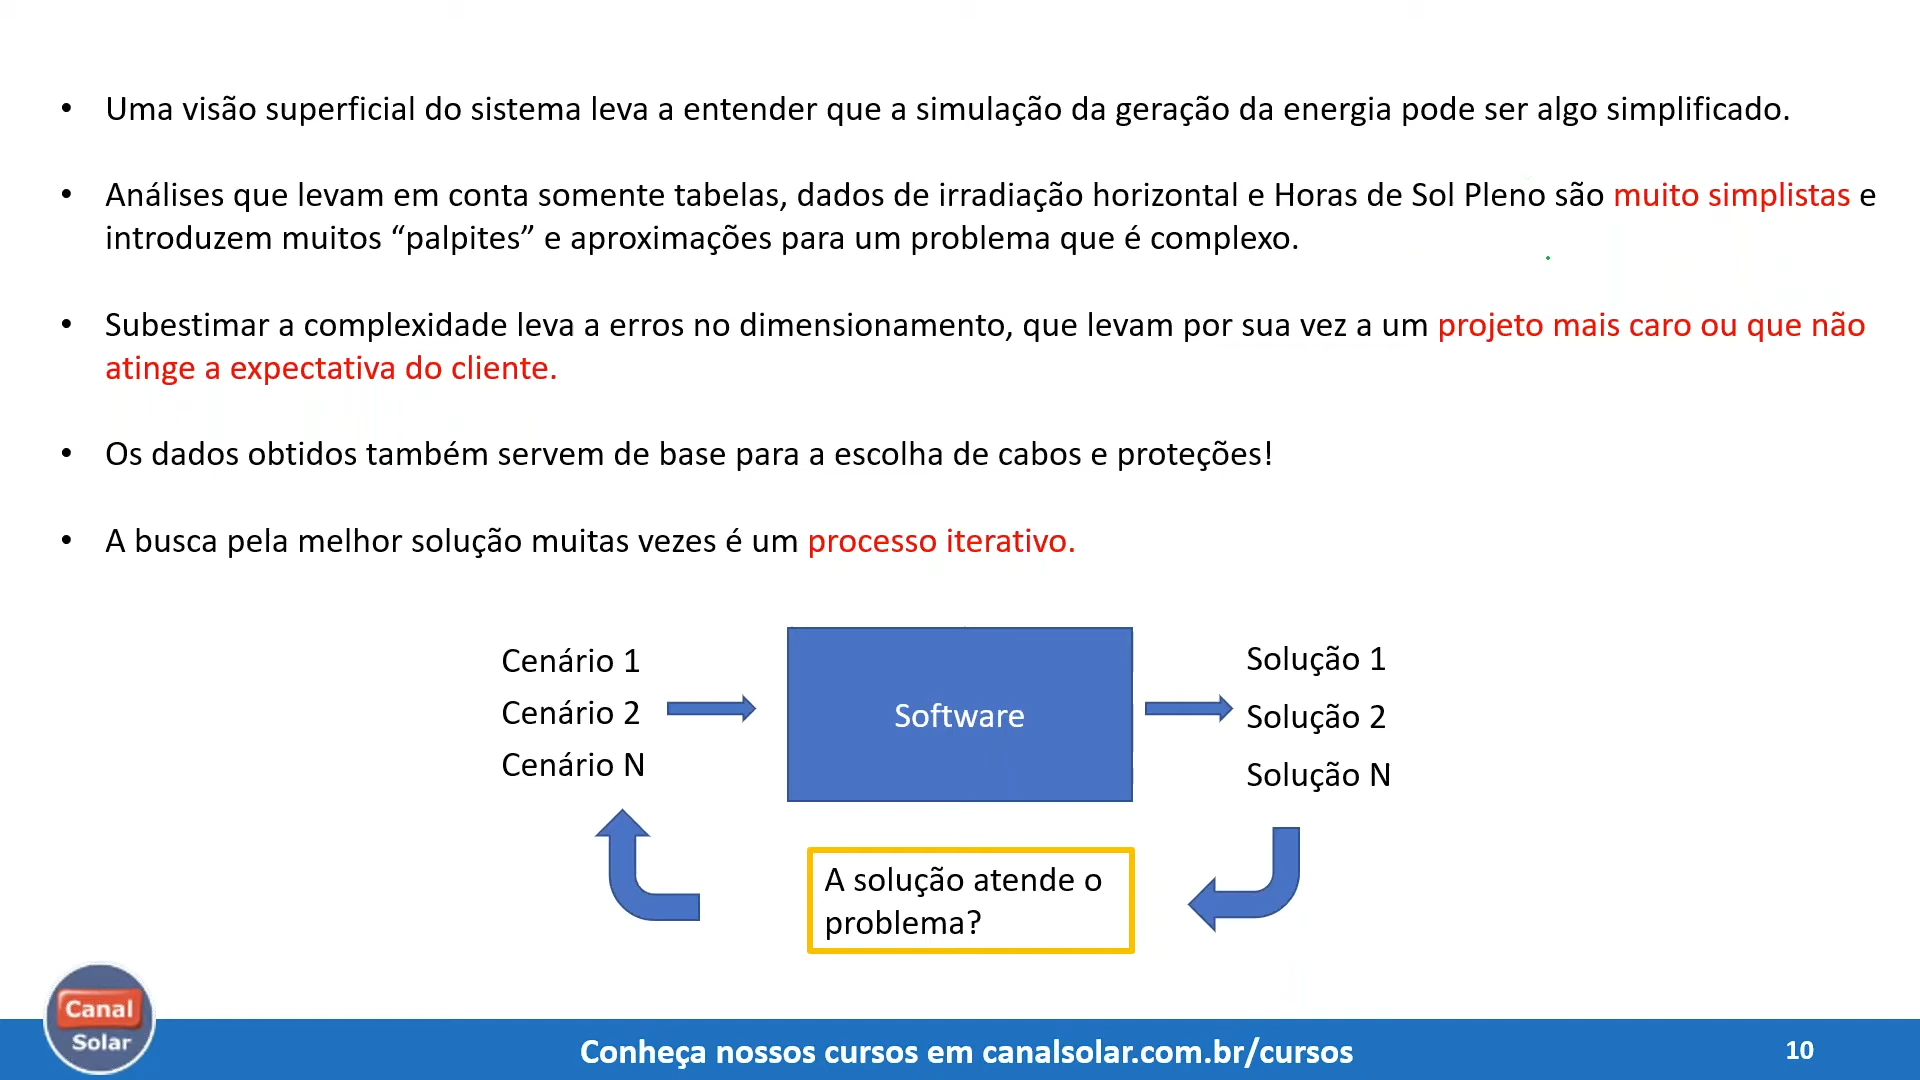 • Uma visão superficial do sistema leva a entender que a simulação da geração da energia pode ser algo simplificado.
• Análises que levam em conta somente tabelas, dados de irradiação horizontal e Horas de Sol Pleno são muito simplistas e
introduzem muitos “palpites” e aproximações para um problema que é complexo.
• Subestimar a complexidade leva a erros no dimensionamento, que levam por sua vez a um projeto mais caro ou que não
atinge a expectativa do cliente.
• Os dados obtidos também servem de base para a escolha de cabos e proteções!
• A busca pela melhor solução muitas vezes é um processo iterativo.
Cenário 1
Cenário 2
Cenário N
Software
Solução 1
Solução 2
Solução N
A solução atende o
problema?
Canal
Solar
Conheça nossos cursos em canalsolar.com.br/cursos
10